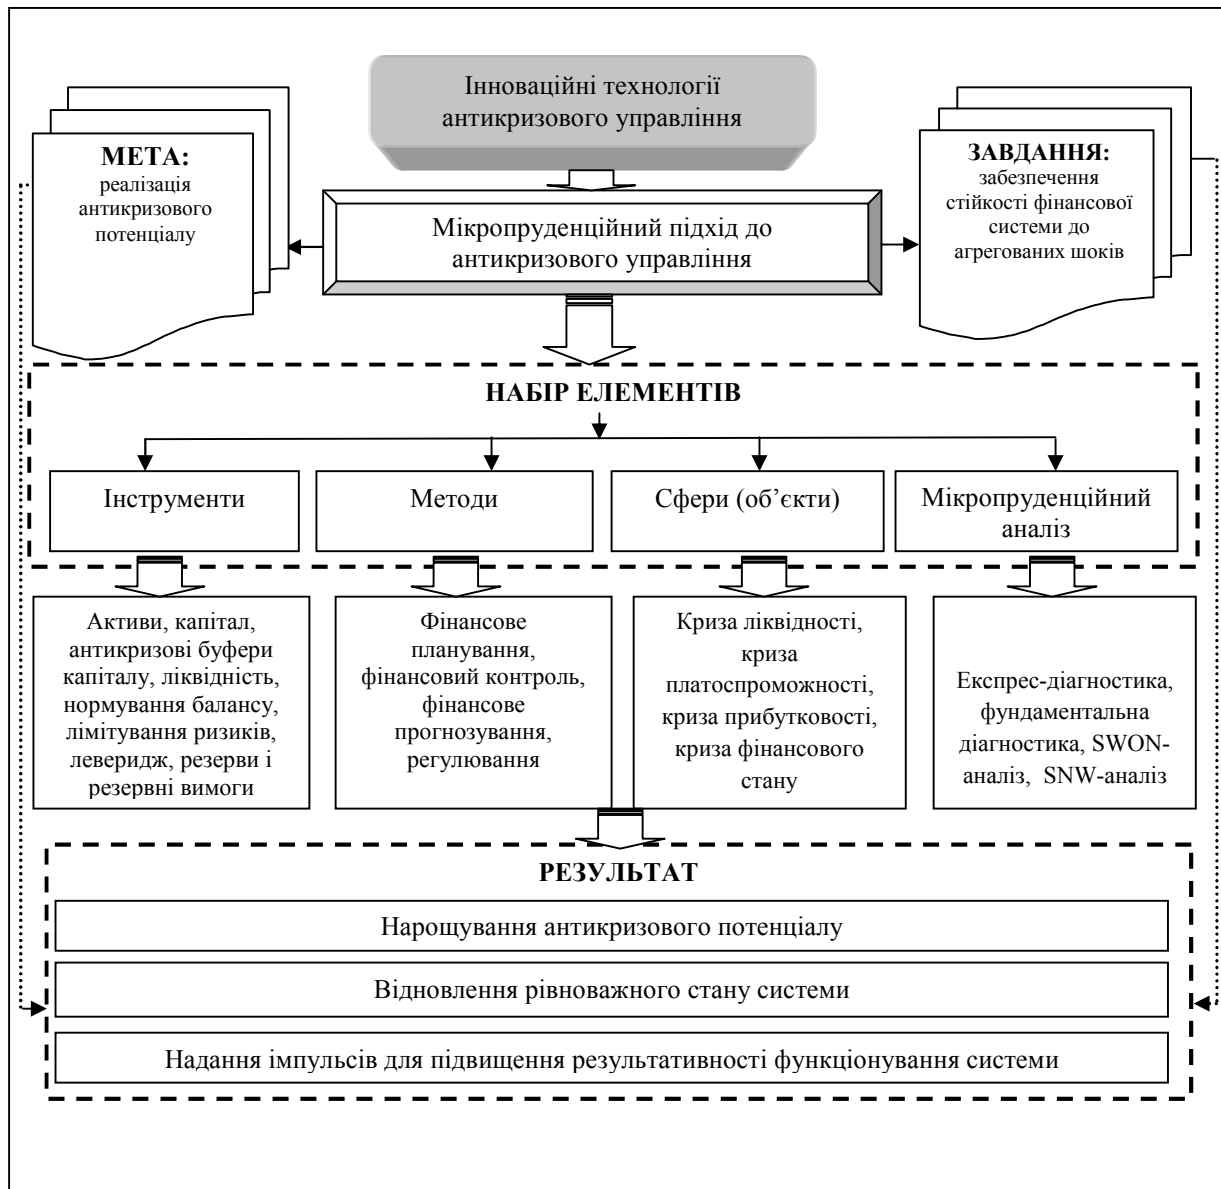 Інноваційні технології
антикризового управління
МЕТА:
реалізація
антикризового
потенціалу
Мікропруденційний підхід до
антикризового управління
ЗАВДАННЯ:
забезпечення
стійкості фінансової
системи до
агрегованих шоків
НАБІР ЕЛЕМЕНТІВ
Інструменти
Методи
Сфери (об’єкти)
Мікропруденційний
аналіз
Активи, капітал,
антикризові буфери
капіталу, ліквідність,
нормування балансу,
лімітування ризиків,
леверидж, резерви і
резервні вимоги
Фінансове
планування,
фінансовий контроль,
фінансове
прогнозування,
регулювання
Криза ліквідності,
криза
платоспроможності,
криза прибутковості,
криза фінансового
стану
Експрес-діагностика,
фундаментальна
діагностика, SWON-
аналіз, SNW-аналіз
РЕЗУЛЬТАТ
Нарощування антикризового потенціалу
Відновлення рівноважного стану системи
Надання імпульсів для підвищення результативності функціонування системи